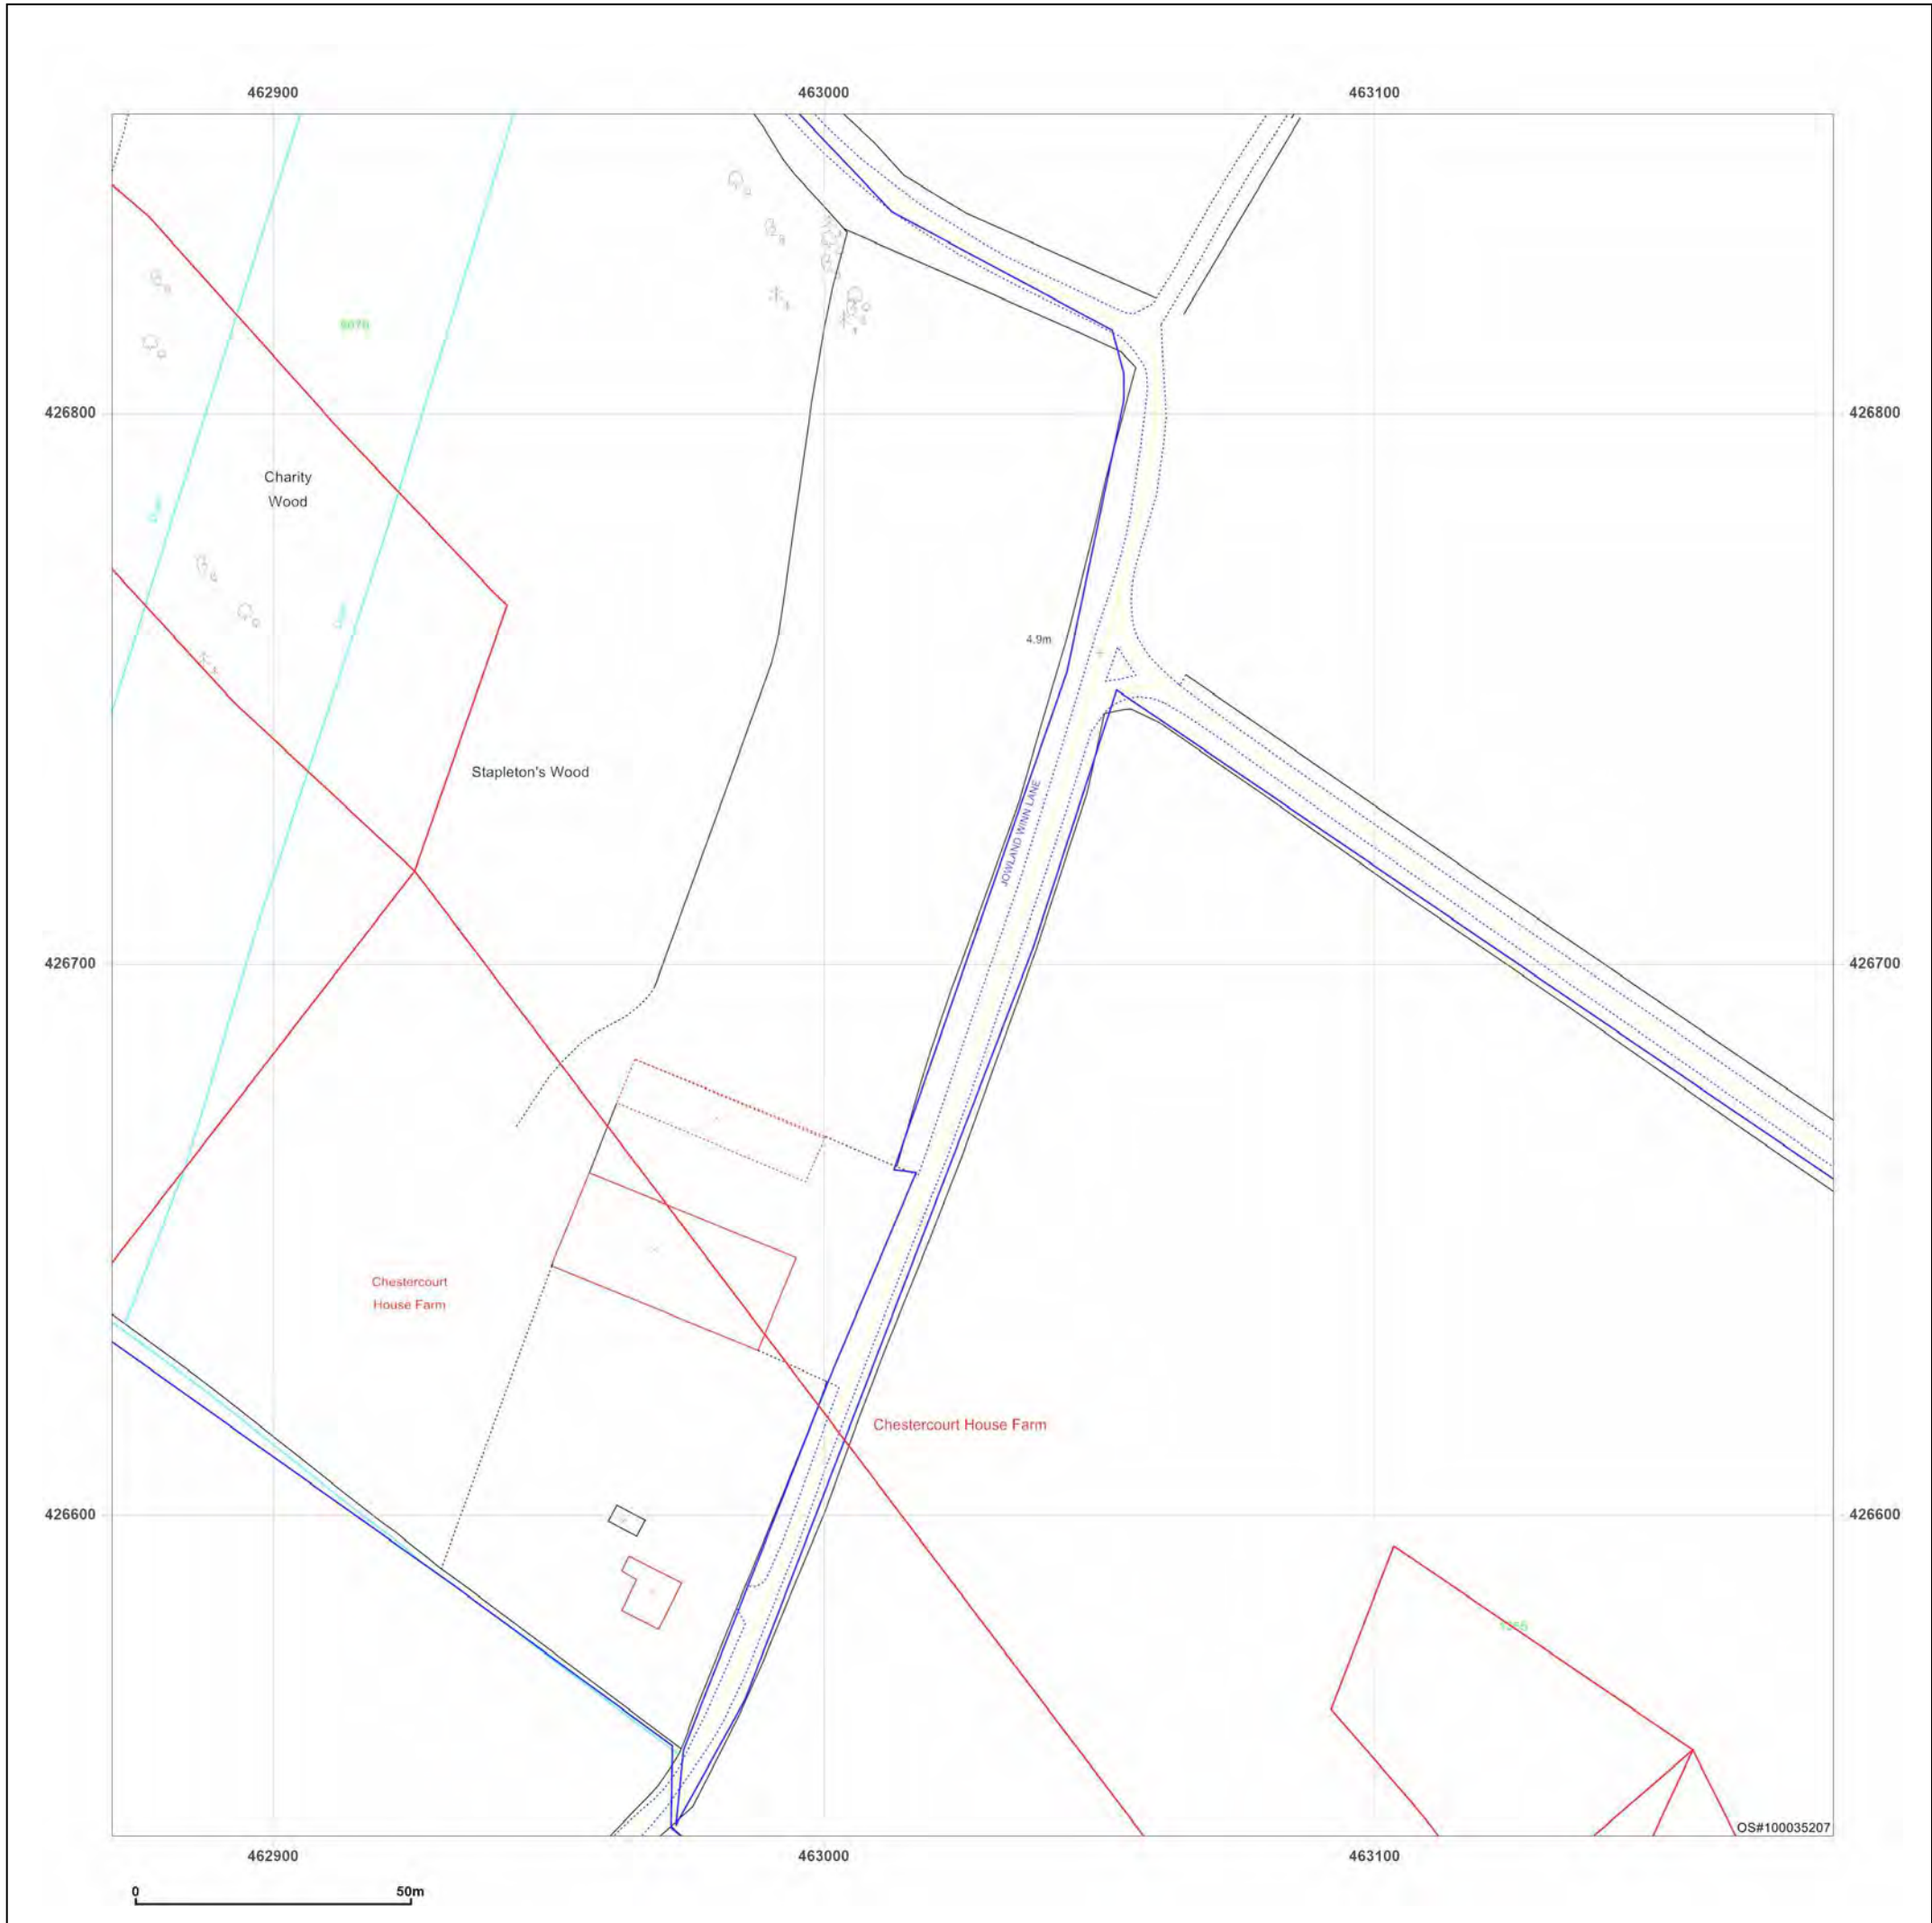 462900 463000 463100
426800 426800
Charity
Wood
4.9m
Stapleton's Wood
JOWLAND WINN LANE
426700 426700
Chestercourt
House Farm
Chestercourt House Farm
426600 426600
OS#100035207
462900 463000 463100
0 50m